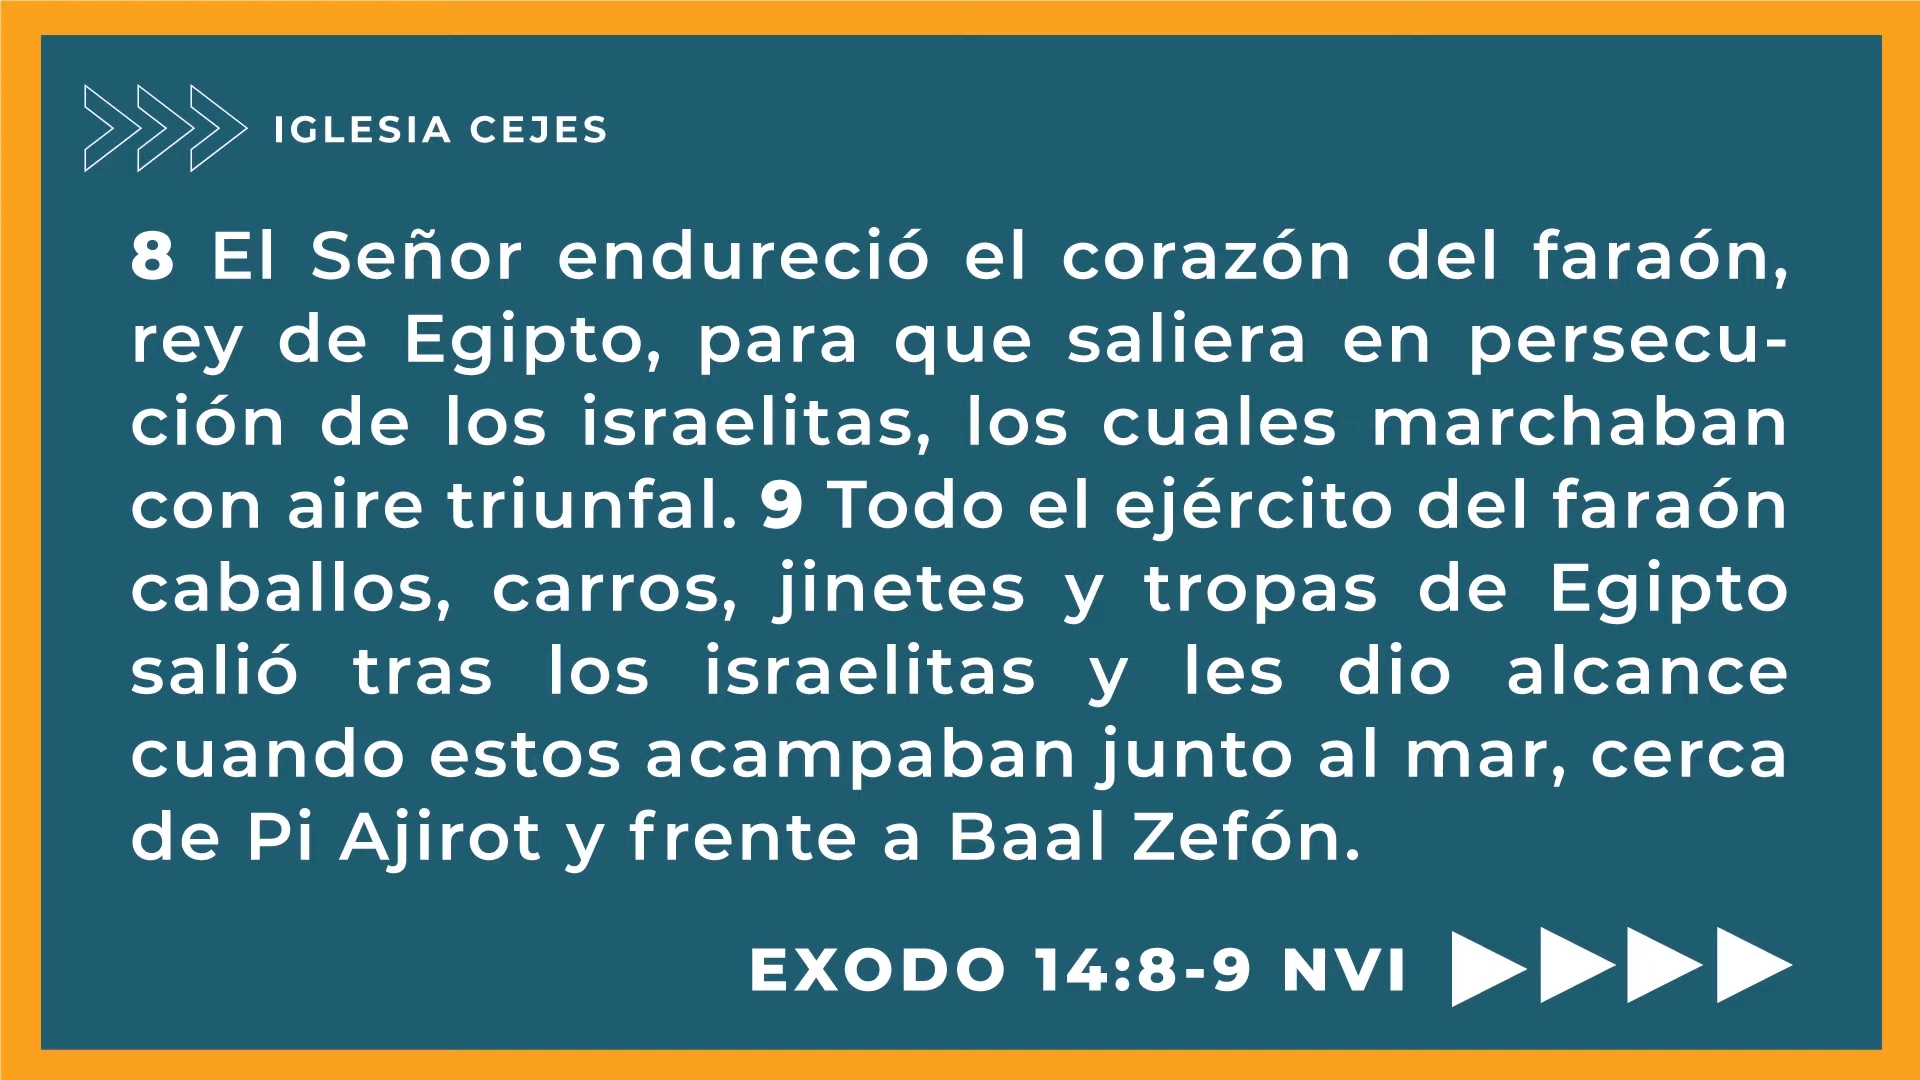 IGLESIA CEJES
8 El Señor endureció el corazón del faraón,
rey de Egipto, para que saliera en persecu-
ción de los israelitas, los cuales marchaban
con aire triunfal. 9 Todo el ejército del faraón
caballos, carros, jinetes y tropas de Egipto
salió tras los israelitas y les dio alcance
cuando estos acampaban junto al mar, cerca
de Pi Ajirot y frente a Baal Zefón.
EXODO 14:8-9 NVI